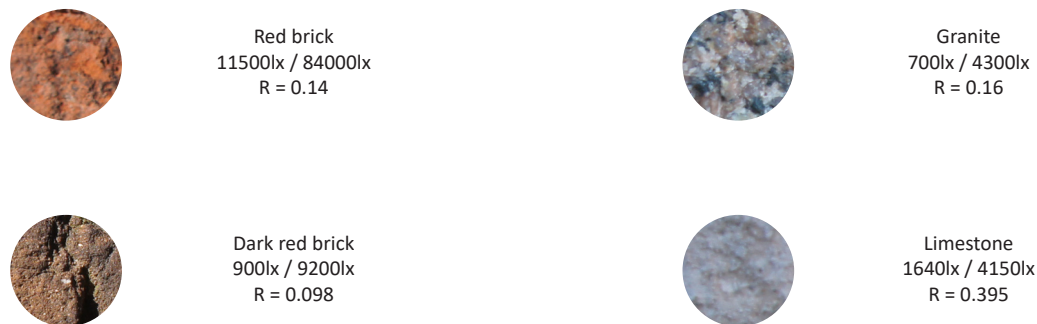 Red brick
11500lx / 84000lx
R = 0.14
Granite
700lx / 4300lx
R = 0.16
Dark red brick
900lx / 9200lx
R = 0.098
Limestone
1640lx / 4150lx
R = 0.395